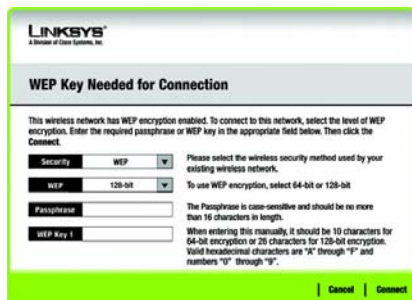 LINKSYS®
A Division of Cisco Systems, Inc.
WEP Key Needed for Connection
This wireless network has WEP encryption enabled. To connect to this network, select the level of WEP
encryption. Enter the required passphrase or WEP key in the appropriate field below. Then click the
Connect.
Security WEP Please select the wireless security method used by your
existing wireless network.
WEP 128-bit To use WEP encryption, select 64-bit or 128-bit
Passphrase The Passphrase is case-sensitive and should be no more
than 16 characters in length.
WEP Key 1 When entering this manually, it should be 10 characters for
64-bit encryption or 26 characters for 128-bit encryption.
Valid hexadecimal characters are "A" through "F" and
numbers "0" through "9".
Cancel Connect